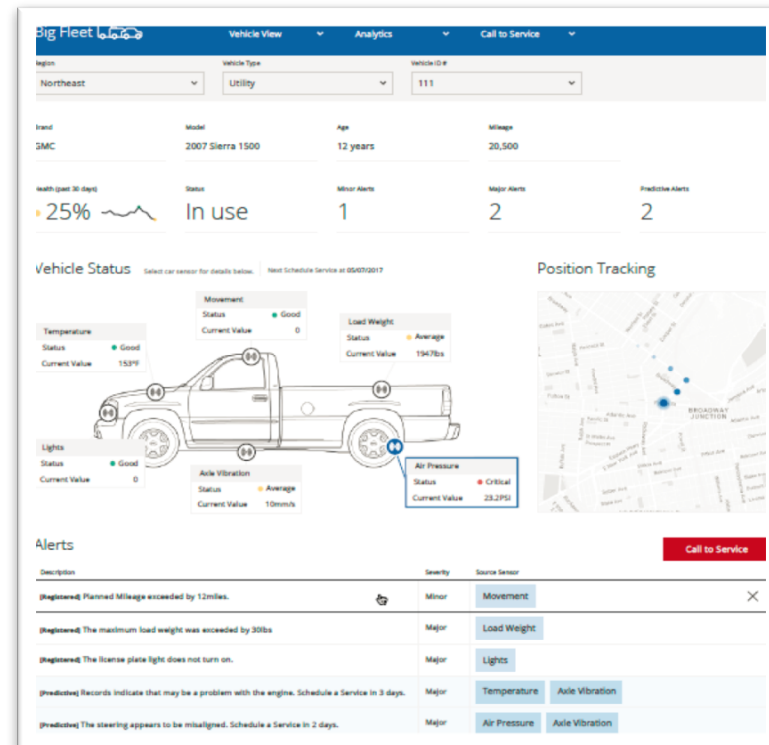 Big Fleet Vehicle View Analytics Call to Service
Region Vehicle Type Vehicle ID #
Northeast Utility 111
Brand Model Age Mileage
GMC 2007 Sierra 1500 12 years 20,500
Health (past 30 days) Status Minor Alerts Major Alerts Predictive Alerts
25% In use 1 2 2
Vehicle Status Select car sensor for details below. Next Schedule Service at 05/07/2017 Position Tracking
Movement
Status Good
Current Value 0
Load Weight
Status Average
Current Value 1947lbs
Temperature
Status Good
Current Value 153°F
BROADWAY
JUNCTION
Lights
Status Good
Current Value 0
Axle Vibration
Status Average
Current Value 10mm/s
Air Pressure
Status Critical
Current Value 23.2PSI
Alerts Call to Service
Description Severity Source Sensor
(Registered) Planned Mileage exceeded by 12miles. Minor Movement
(Registered) The maximum load weight was exceeded by 30lbs Major Load Weight
(Registered) The license plate light does not turn on. Major Lights
(Predictive) Records indicate that may be a problem with the engine. Schedule a Service in 3 days. Major Temperature Axle Vibration
(Predictive) The steering appears to be misaligned. Schedule a Service in 2 days. Major Air Pressure Axle Vibration